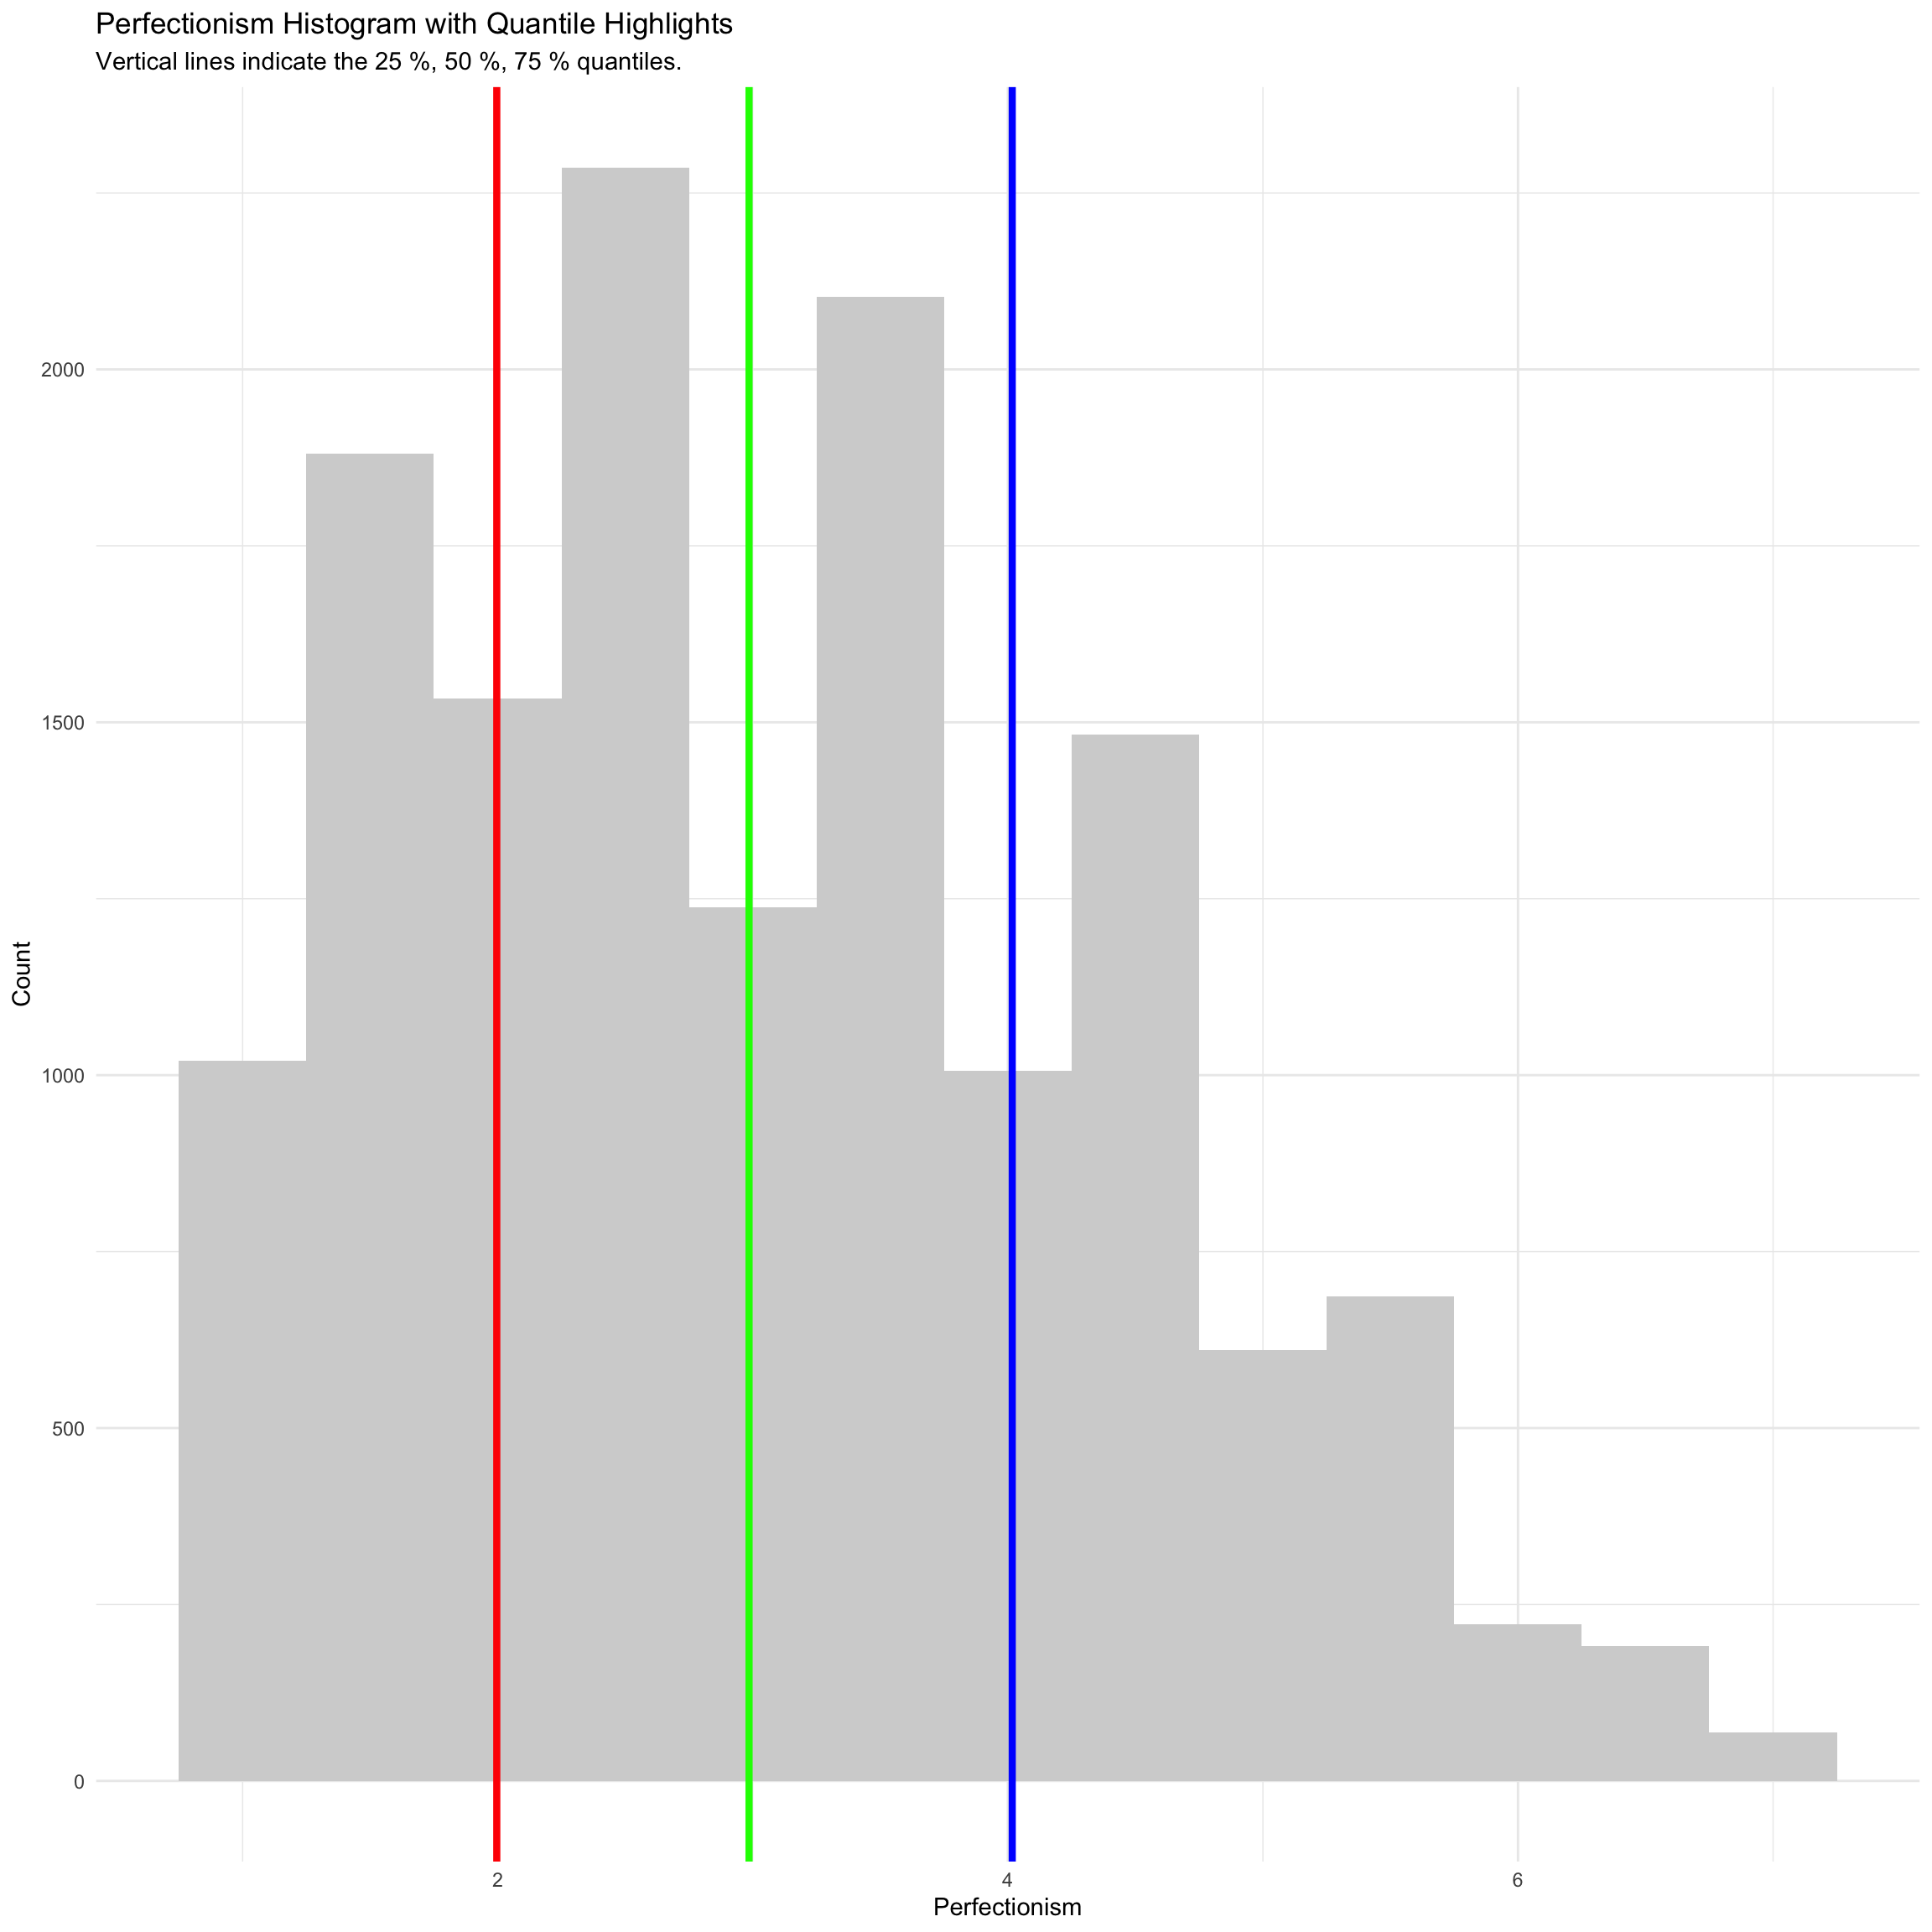 Perfectionism Histogram with Quantile Highlights
Vertical lines indicate the 25 %, 50 %, 75 % quantiles.
2000
1500
1000
500
0
Count
2 4 6
Perfectionism